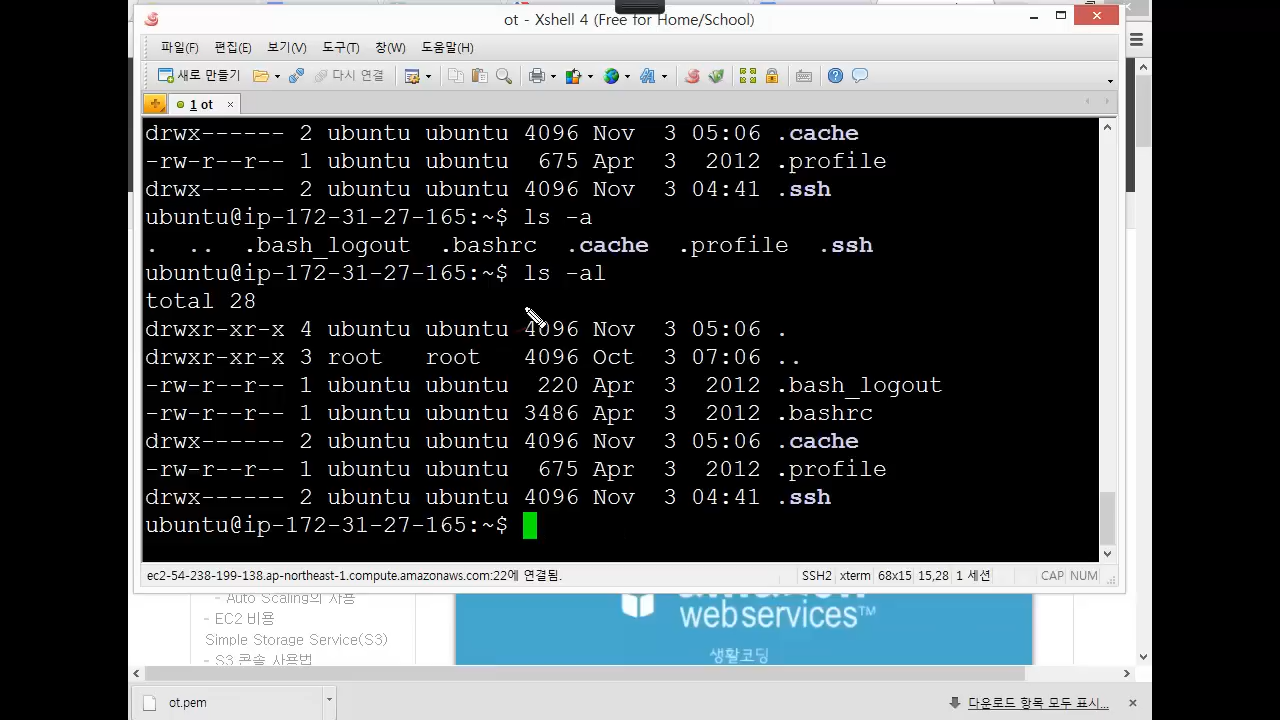 ot - Xshell 4 (Free for Home/School)
파일(F) 편집(E) 보기(V) 도구(T) 창(W) 도움말(H)
새로 만들기 다시 연결
1 ot
drwx------ 2 ubuntu ubuntu 4096 Nov  3 05:06 .cache
-rw-r--r-- 1 ubuntu ubuntu  675 Apr  3  2012 .profile
drwx------ 2 ubuntu ubuntu 4096 Nov  3 04:41 .ssh
ubuntu@ip-172-31-27-165:~$ ls -a
.  ..  .bash_logout  .bashrc  .cache  .profile  .ssh
ubuntu@ip-172-31-27-165:~$ ls -al
total 28
drwxr-xr-x 4 ubuntu ubuntu 4096 Nov  3 05:06 .
drwxr-xr-x 3 root   root   4096 Oct  3 07:06 ..
-rw-r--r-- 1 ubuntu ubuntu  220 Apr  3  2012 .bash_logout
-rw-r--r-- 1 ubuntu ubuntu 3486 Apr  3  2012 .bashrc
drwx------ 2 ubuntu ubuntu 4096 Nov  3 05:06 .cache
-rw-r--r-- 1 ubuntu ubuntu  675 Apr  3  2012 .profile
drwx------ 2 ubuntu ubuntu 4096 Nov  3 04:41 .ssh
ubuntu@ip-172-31-27-165:~$
ec2-54-238-199-138.ap-northeast-1.compute.amazonaws.com:22에 연결됨. SSH2 xterm 68x15 15,28 1 세션 CAP NUM
- Auto Scaling의 사용
- EC2 비용
Simple Storage Service(S3)
- S3 콘솔 사용법
webservices™
생활코딩
ot.pem
다운로드 항목 모두 표시...